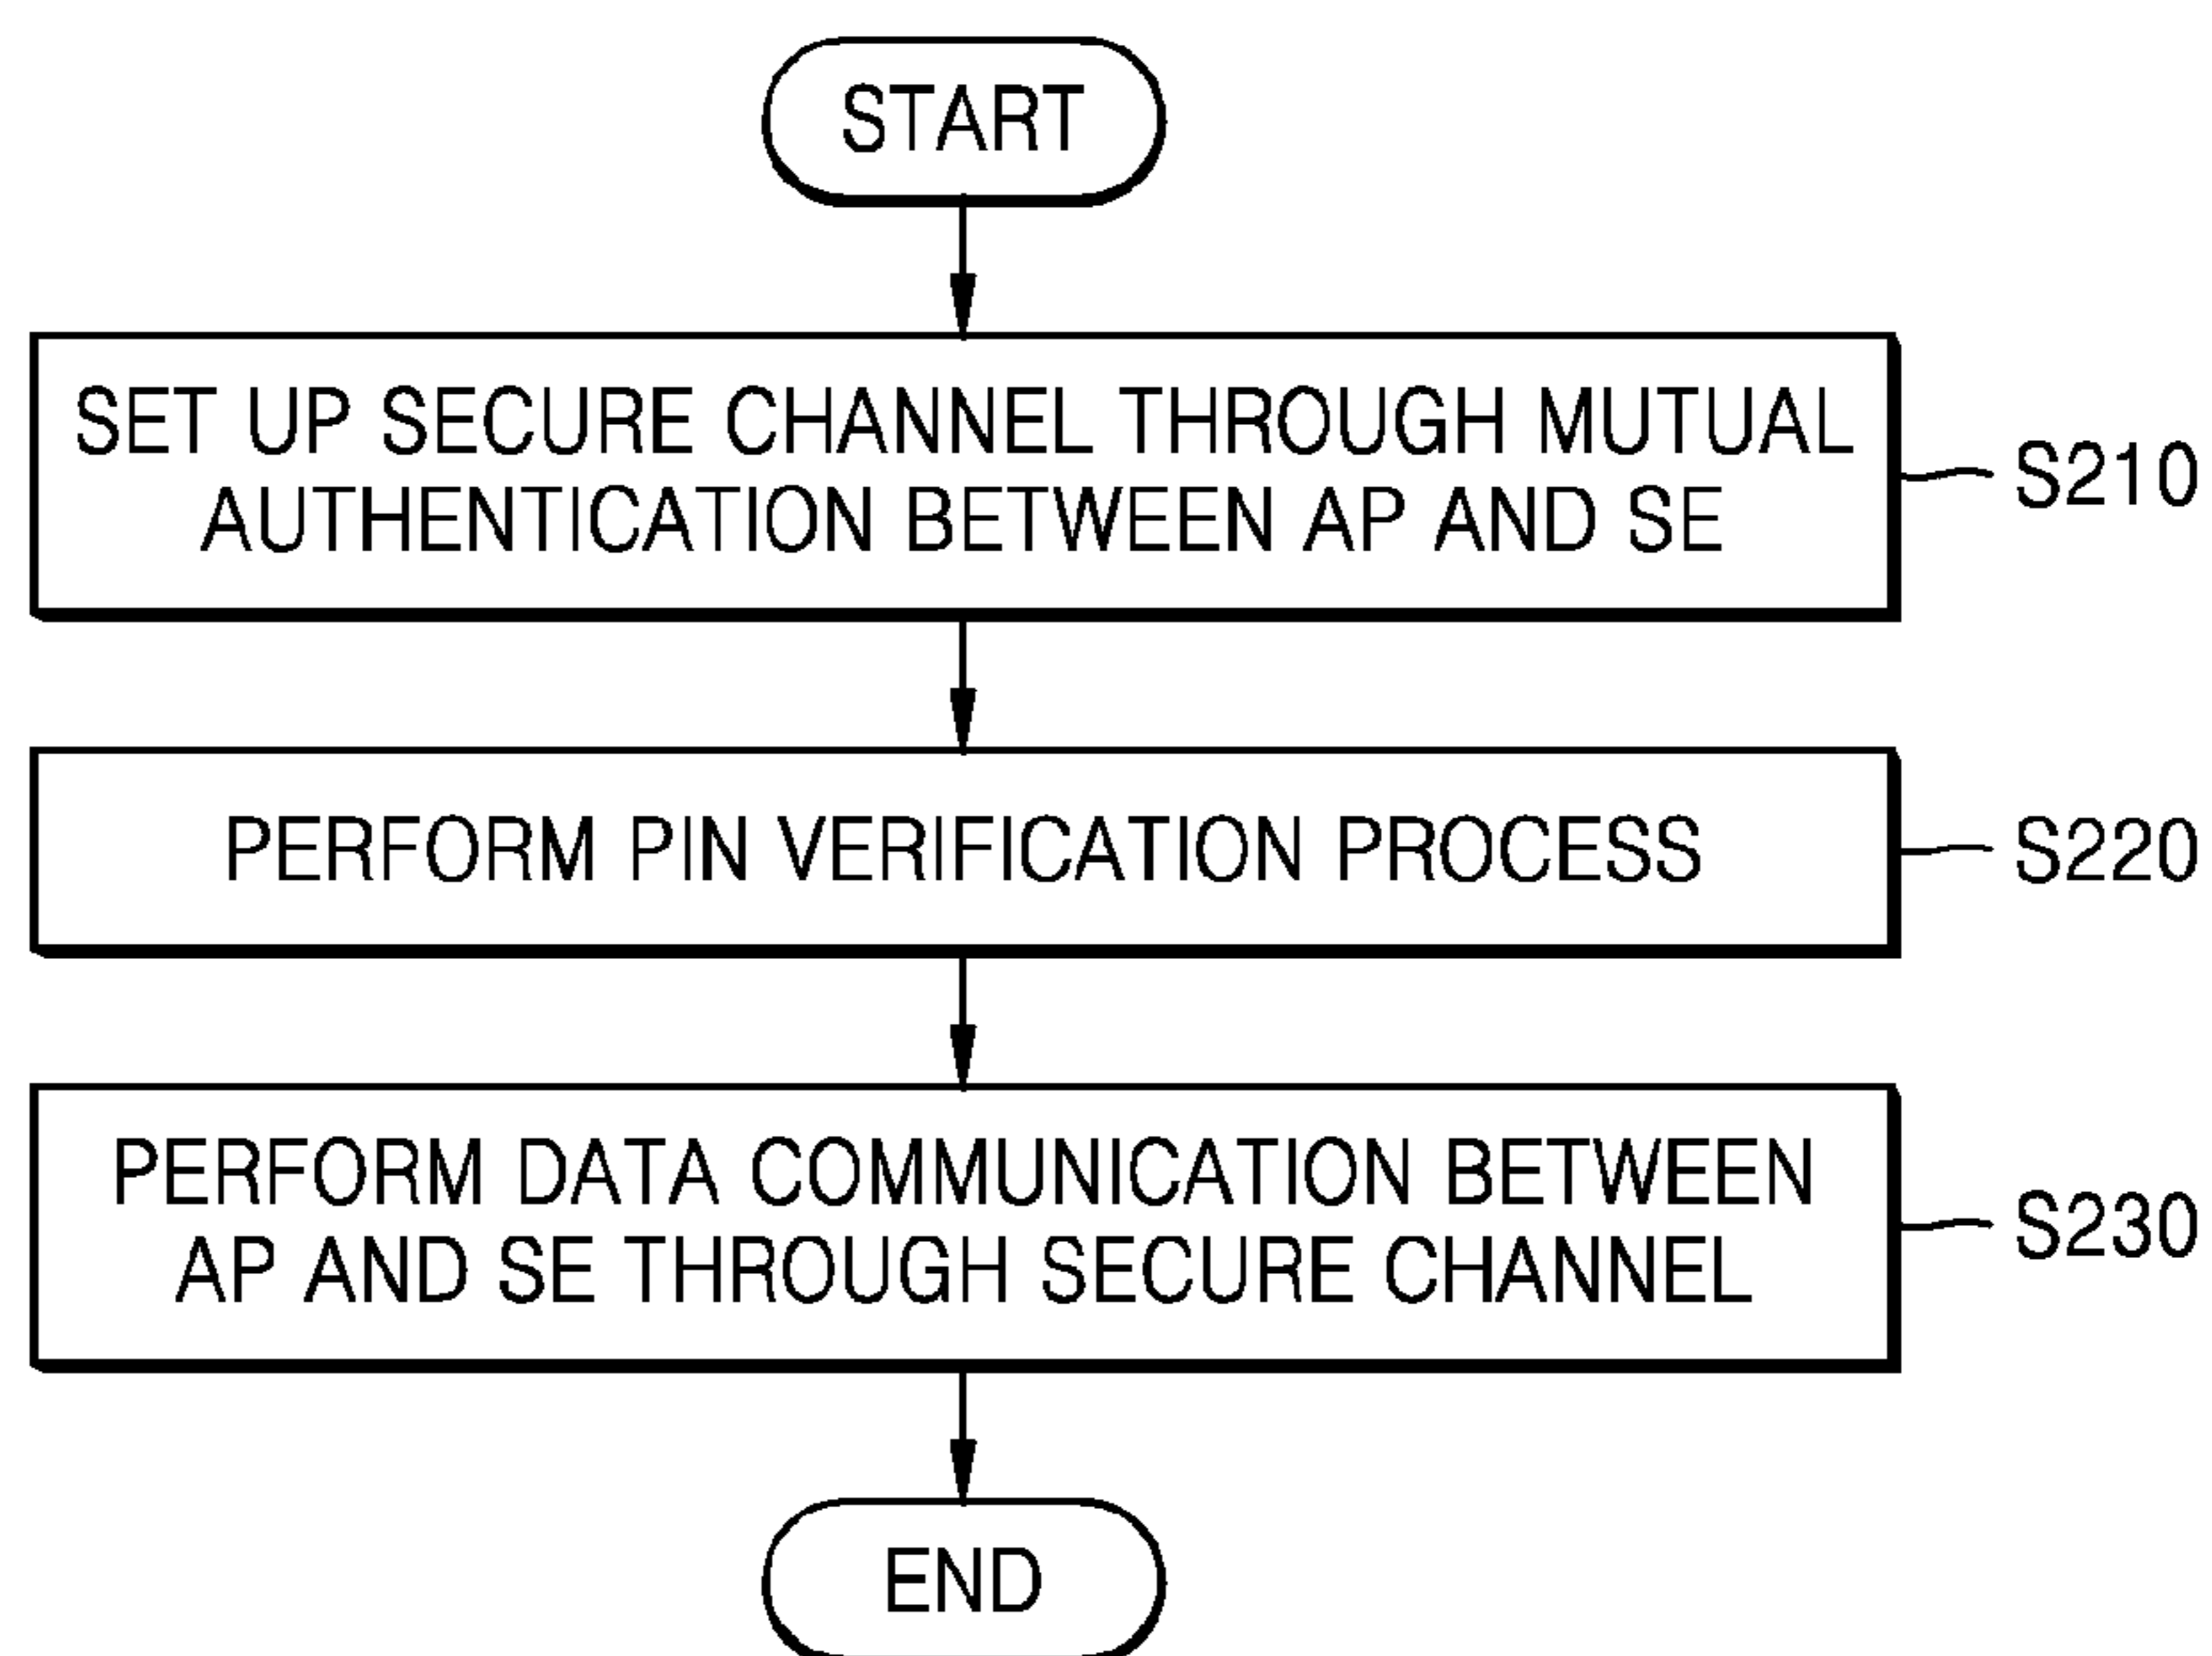 START
SET UP SECURE CHANNEL THROUGH MUTUAL
AUTHENTICATION BETWEEN AP AND SE
S210
PERFORM PIN VERIFICATION PROCESS
S220
PERFORM DATA COMMUNICATION BETWEEN
AP AND SE THROUGH SECURE CHANNEL
S230
END